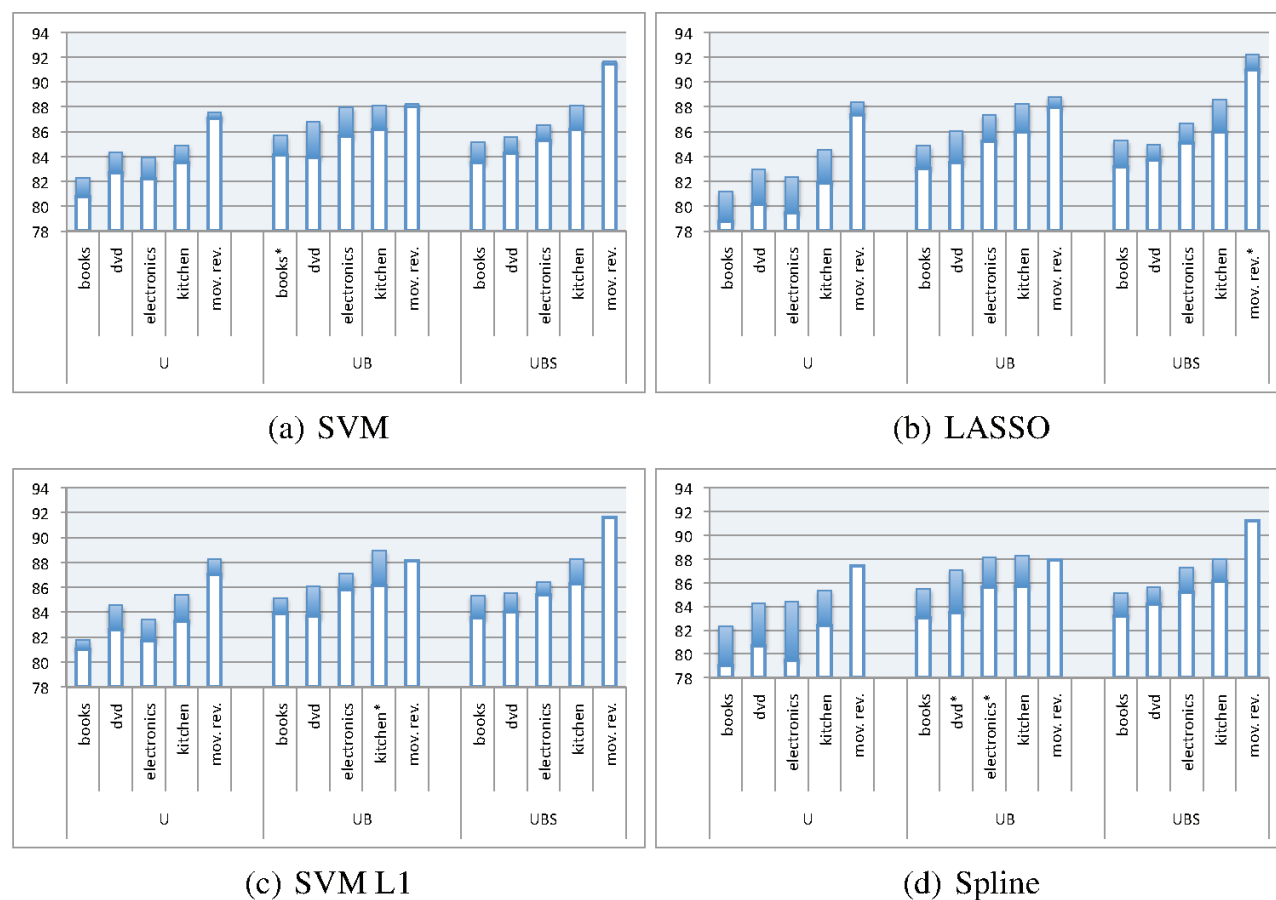 94
92
90
88
86
84
82
80
78
books
dvd
electronics
kitchen
mov. rev.
books*
dvd
electronics
kitchen
mov. rev.
books
dvd
electronics
kitchen
mov. rev.
U UB UBS
(a) SVM
94
92
90
88
86
84
82
80
78
books
dvd
electronics
kitchen
mov. rev.
books
dvd
electronics
kitchen
mov. rev.
books
dvd
electronics
kitchen
mov. rev.*
U UB UBS
(b) LASSO
94
92
90
88
86
84
82
80
78
books
dvd
electronics
kitchen
mov. rev.
books
dvd
electronics
kitchen*
mov. rev.
books
dvd
electronics
kitchen
mov. rev.
U UB UBS
(c) SVM L1
94
92
90
88
86
84
82
80
78
books
dvd
electronics
kitchen
mov. rev.
books
dvd*
electronics*
kitchen
mov. rev.
books
dvd
electronics
kitchen
mov. rev.
U UB UBS
(d) Spline